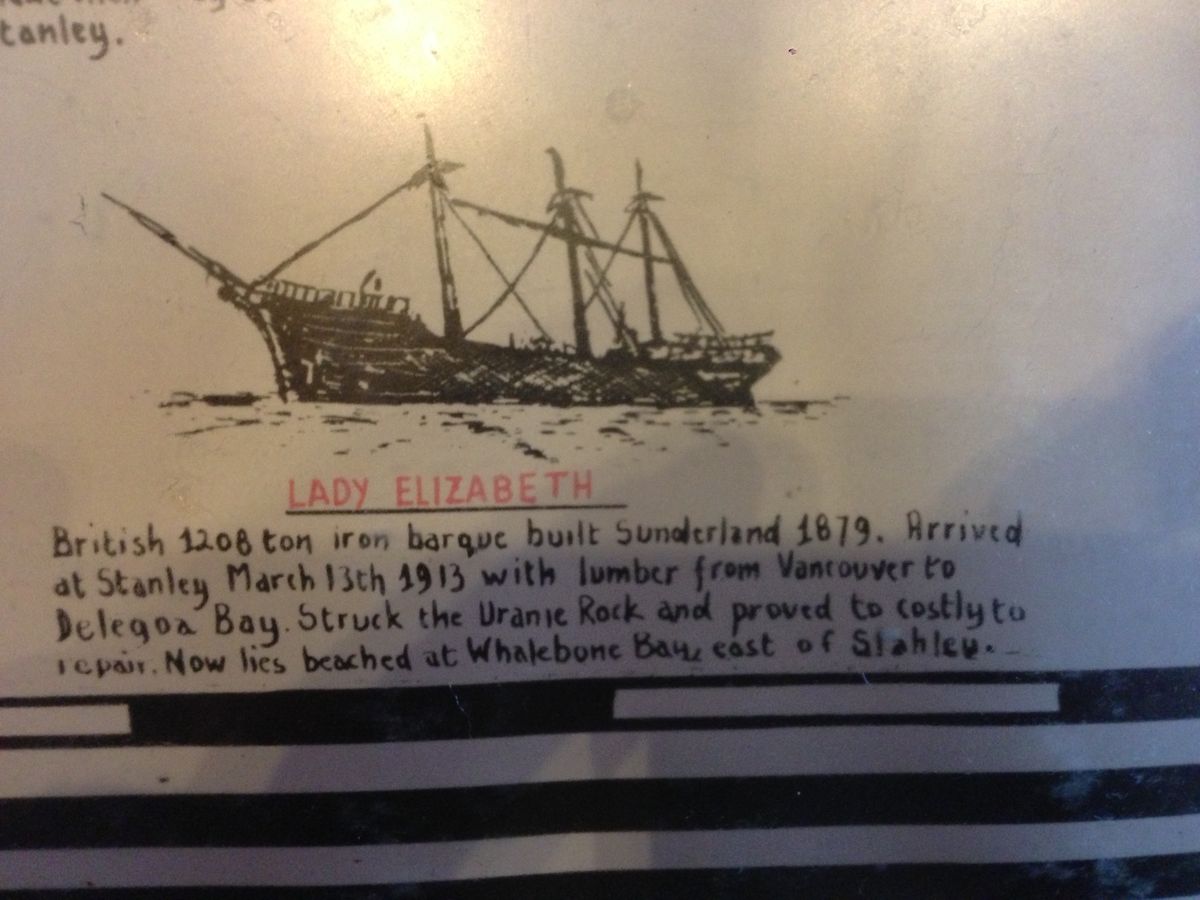 tanley.
LADY ELIZABETH
British 1208 ton iron barque built Sunderland 1879. Arrived
at Stanley March 13th 1913 with lumber from Vancouver to
Delegoa Bay. Struck the Uranie Rock and proved to costly to
repair. Now lies beached at Whalebone Bay, east of Stanley.